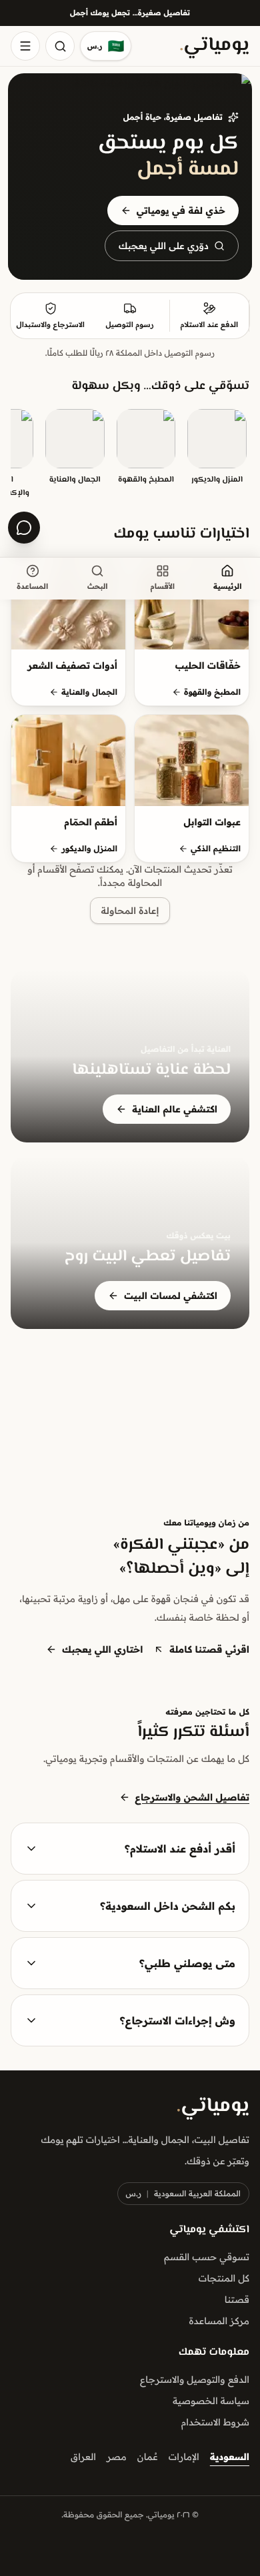 تفاصيل صغيرة... تجعل يومك أجمل
يومياتي.
ر.س
تفاصيل صغيرة، حياة أجمل
كل يوم يستحق
لمسة أجمل
خذي لفة في يومياتي
دوّري على اللي يعجبك
الدفع عند الاستلام
رسوم التوصيل
الاسترجاع والاستبدال
رسوم التوصيل داخل المملكة ٢٨ ريالًا للطلب كاملًا.
تسوّقي على ذوقك... وبكل سهولة
المنزل والديكور
المطبخ والقهوة
الجمال والعناية
اختيارات تناسب يومك
الرئيسية
الأقسام
البحث
المساعدة
خفّاقات الحليب
المطبخ والقهوة
أدوات تصفيف الشعر
الجمال والعناية
عبوات التوابل
التنظيم الذكي
أطقم الحمّام
المنزل والديكور
تعذّر تحديث المنتجات الآن. يمكنك تصفّح الأقسام أو
المحاولة مجددًا.
إعادة المحاولة
العناية تبدأ من التفاصيل
لحظة عناية تستاهلينها
اكتشفي عالم العناية
بيت يعكس ذوقك
تفاصيل تعطي البيت روح
اكتشفي لمسات البيت
من زمان ويومياتنا معك
من «عجبتني الفكرة»
إلى «وين أحصلها؟»
قد تكون في فنجان قهوة على مهل، أو زاوية مرتبة تحبينها،
أو لحظة خاصة بنفسك.
اقرئي قصتنا كاملة
اختاري اللي يعجبك
كل ما تحتاجين معرفته
أسئلة تتكرر كثيرًا
كل ما يهمك عن المنتجات والأقسام وتجربة يومياتي.
تفاصيل الشحن والاسترجاع
أقدر أدفع عند الاستلام؟
بكم الشحن داخل السعودية؟
متى يوصلني طلبي؟
وش إجراءات الاسترجاع؟
يومياتي.
تفاصيل البيت، الجمال والعناية... اختيارات تلهم يومك
وتعبّر عن ذوقك.
المملكة العربية السعودية | ر.س
اكتشفي يومياتي
تسوقي حسب القسم
كل المنتجات
قصتنا
مركز المساعدة
معلومات تهمك
الدفع والتوصيل والاسترجاع
سياسة الخصوصية
شروط الاستخدام
السعودية
الإمارات
عُمان
مصر
العراق
© ٢٠٢٦ يومياتي. جميع الحقوق محفوظة.